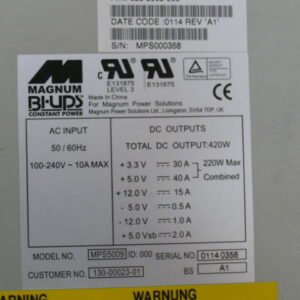 DATE CODE :0114 REV 'A1'
S/N: MPS000358
MAGNUM
BI-UPS
CONSTANT POWER
C
E131875
LEVEL 3
E131875
Made in China
For Magnum Power Solutions
Magnum Power Solutions Ltd., Livingston, EH54 7DP, UK
AC INPUT
50 / 60Hz
100-240V ~ 10A MAX
DC OUTPUTS
TOTAL DC OUTPUT:420W
+ 3.3 V 30 A
+ 5.0 V 40 A
220W Max Combined
+ 12.0 V 15 A
- 5.0 V 0.5 A
- 12.0 V 1.0 A
+ 5.0 Vsb 2.0 A
MODEL NO. MPS5009 ID: 000
SERIAL NO. 0114 0358
CUSTOMER NO. 130-00023-01
BS A1
WARNUNG
WARNING